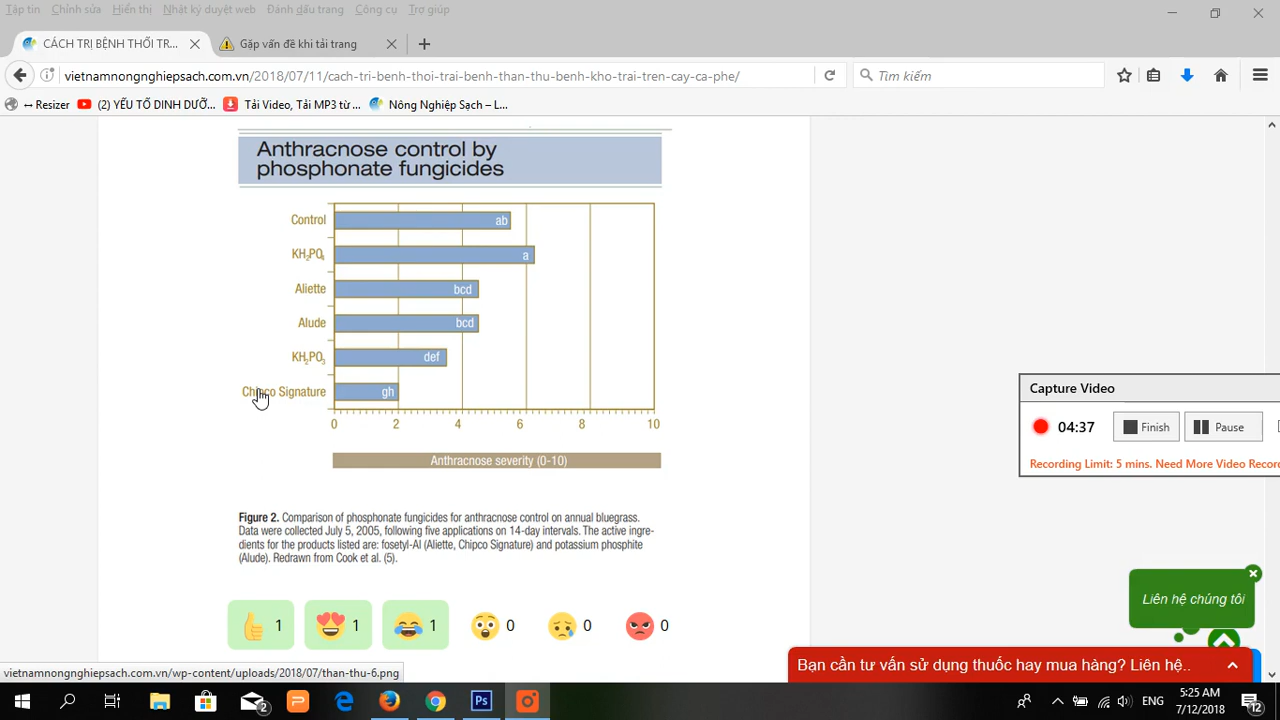 Tập tin Chỉnh sửa Hiển thị Nhật ký duyệt web Đánh dấu trang Công cụ Trợ giúp
CÁCH TRỊ BỆNH THỐI TR... Gặp vấn đề khi tải trang
vietnamnongnghiepsach.com.vn/2018/07/11/cach-tri-benh-thoi-trai-benh-than-thu-benh-kho-trai-tren-cay-ca-phe/ Tìm kiếm
↔ Resizer (2) YẾU TỐ DINH DƯỠ... Tải Video, Tải MP3 từ ... Nông Nghiệp Sạch – L...
Anthracnose control by
phosphonate fungicides
Control ab
KH₂PO₄ a
Aliette bcd
Alude bcd
KH₂PO₃ def
Chipco Signature gh
0 2 4 6 8 10
Anthracnose severity (0-10)
Capture Video
04:37 Finish Pause
Recording Limit: 5 mins. Need More Video Recor
Figure 2. Comparison of phosphonate fungicides for anthracnose control on annual bluegrass.
Data were collected July 5, 2005, following five applications on 14-day intervals. The active ingre-
dients for the products listed are: fosetyl-Al (Aliette, Chipco Signature) and potassium phosphite
(Alude). Redrawn from Cook et al. (5).
Liên hệ chúng tôi
1 1 1 0 0 0
vietnamnongnghiepsach.com.vn/wp-content/uploads/2018/07/than-thu-6.png
Bạn cần tư vấn sử dụng thuốc hay mua hàng? Liên hệ..
2 Ps ENG 5:25 AM
7/12/2018 12